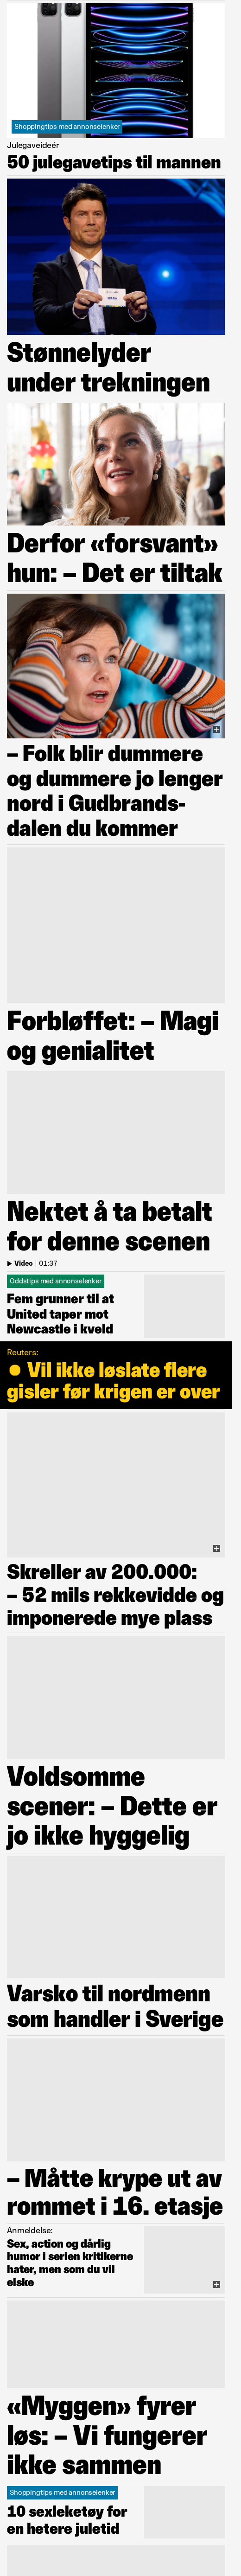 Shoppingtips med annonselenker
Julegaveideér
50 julegavetips til mannen
Stønnelyder
under trekningen
Derfor «forsvant»
hun: – Det er tiltak
– Folk blir dummere
og dummere jo lenger
nord i Gudbrands-
dalen du kommer
Forbløffet: – Magi
og genialitet
Nektet å ta betalt
for denne scenen
Video | 01:37
Oddstips med annonselenker
Fem grunner til at
United taper mot
Newcastle i kveld
Reuters:
● Vil ikke løslate flere
gisler før krigen er over
Skreller av 200.000:
– 52 mils rekkevidde og
imponerede mye plass
Voldsomme
scener: – Dette er
jo ikke hyggelig
Varsko til nordmenn
som handler i Sverige
– Måtte krype ut av
rommet i 16. etasje
Anmeldelse:
Sex, action og dårlig
humor i serien kritikerne
hater, men som du vil
elske
«Myggen» fyrer
løs: – Vi fungerer
ikke sammen
Shoppingtips med annonselenker
10 sexleketøy for
en hetere juletid